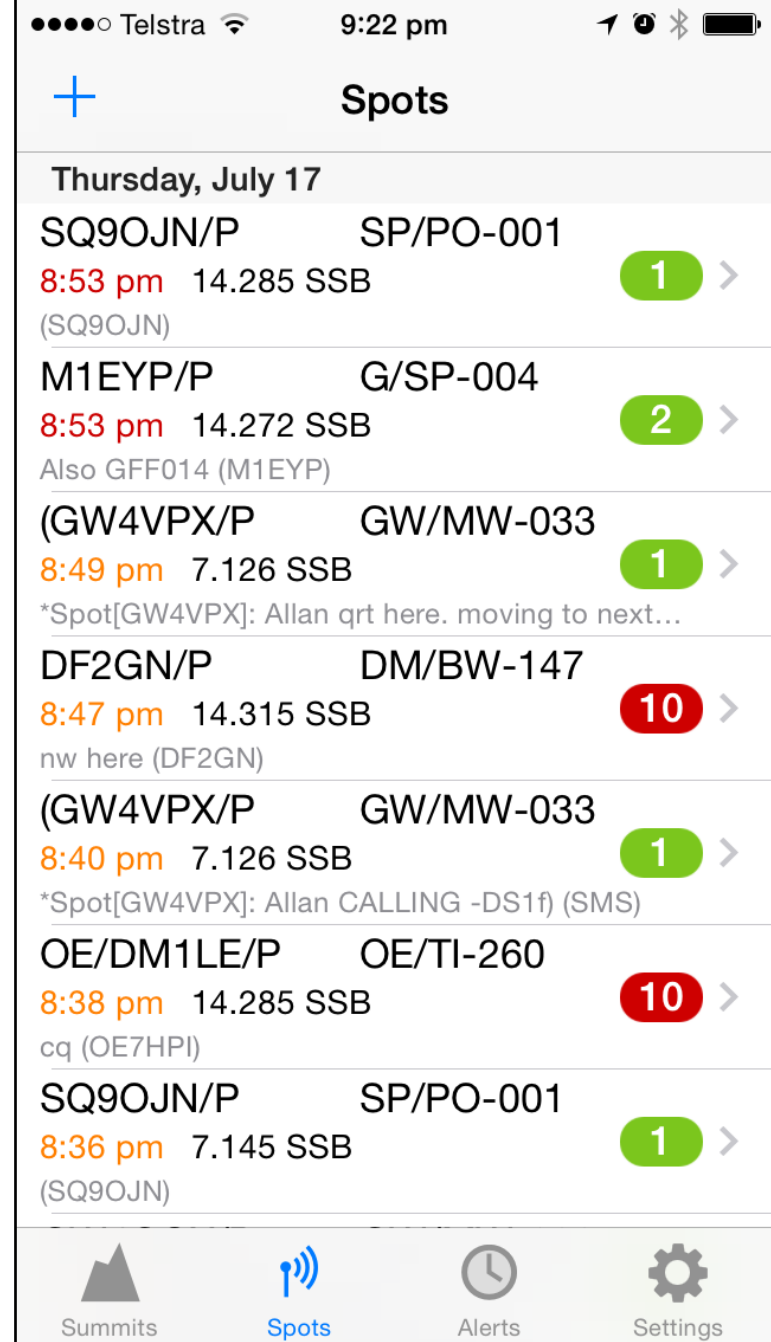 Telstra 9:22 pm
Spots
Thursday, July 17
SQ9OJN/P SP/PO-001
8:53 pm 14.285 SSB 1
(SQ9OJN)
M1EYP/P G/SP-004
8:53 pm 14.272 SSB 2
Also GFF014 (M1EYP)
(GW4VPX/P GW/MW-033
8:49 pm 7.126 SSB 1
*Spot[GW4VPX]: Allan qrt here. moving to next…
DF2GN/P DM/BW-147
8:47 pm 14.315 SSB 10
nw here (DF2GN)
(GW4VPX/P GW/MW-033
8:40 pm 7.126 SSB 1
*Spot[GW4VPX]: Allan CALLING -DS1f) (SMS)
OE/DM1LE/P OE/TI-260
8:38 pm 14.285 SSB 10
cq (OE7HPI)
SQ9OJN/P SP/PO-001
8:36 pm 7.145 SSB 1
(SQ9OJN)
Summits Spots Alerts Settings